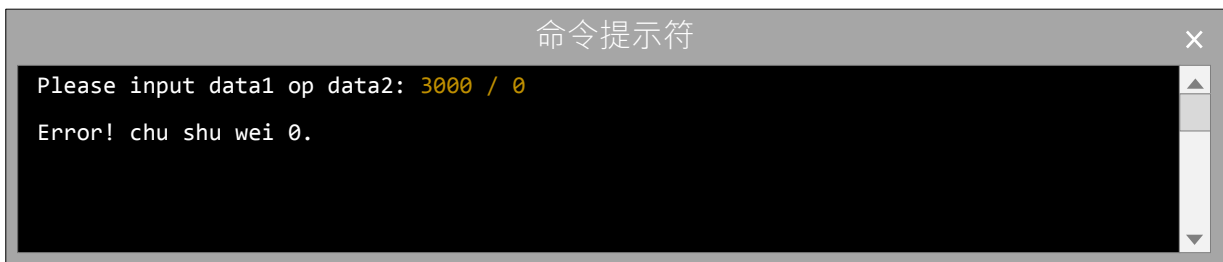 命令提示符
Please input data1 op data2: 3000 / 0
Error! chu shu wei 0.